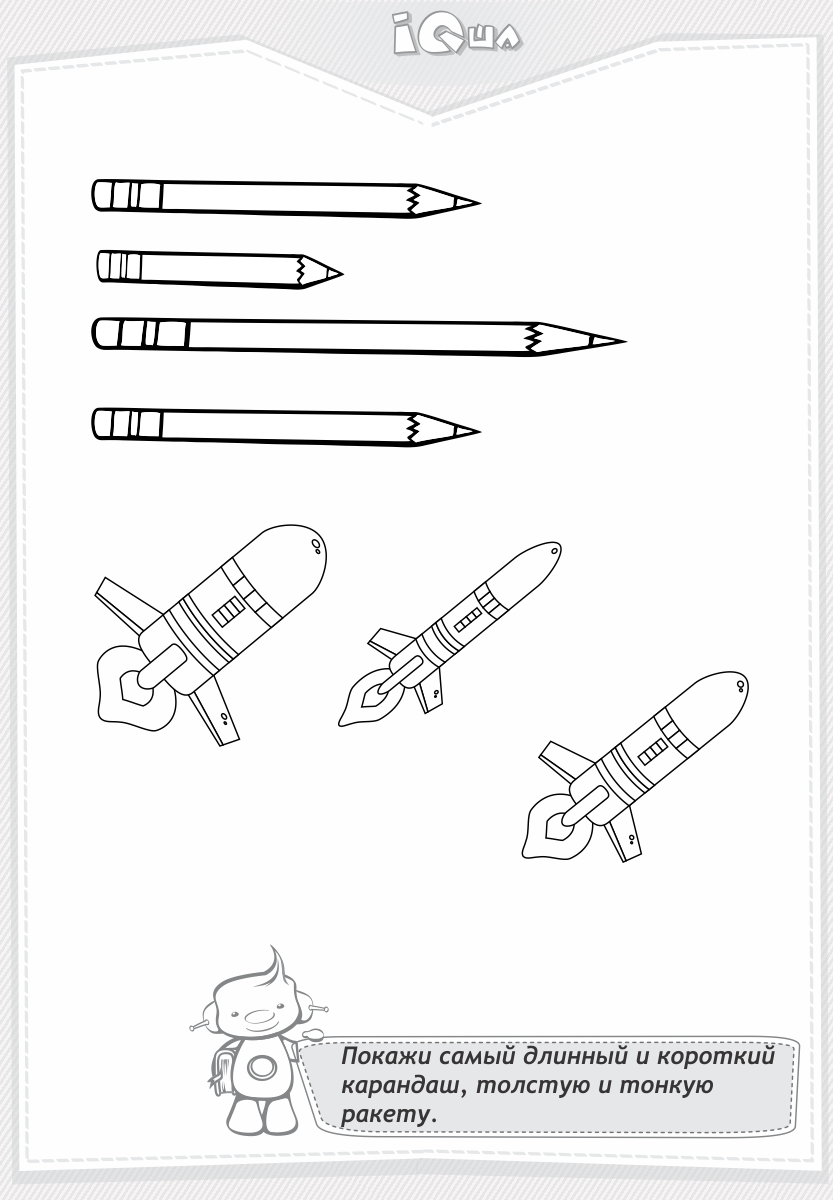 iQша
Покажи самый длинный и короткий
карандаш, толстую и тонкую
ракету.